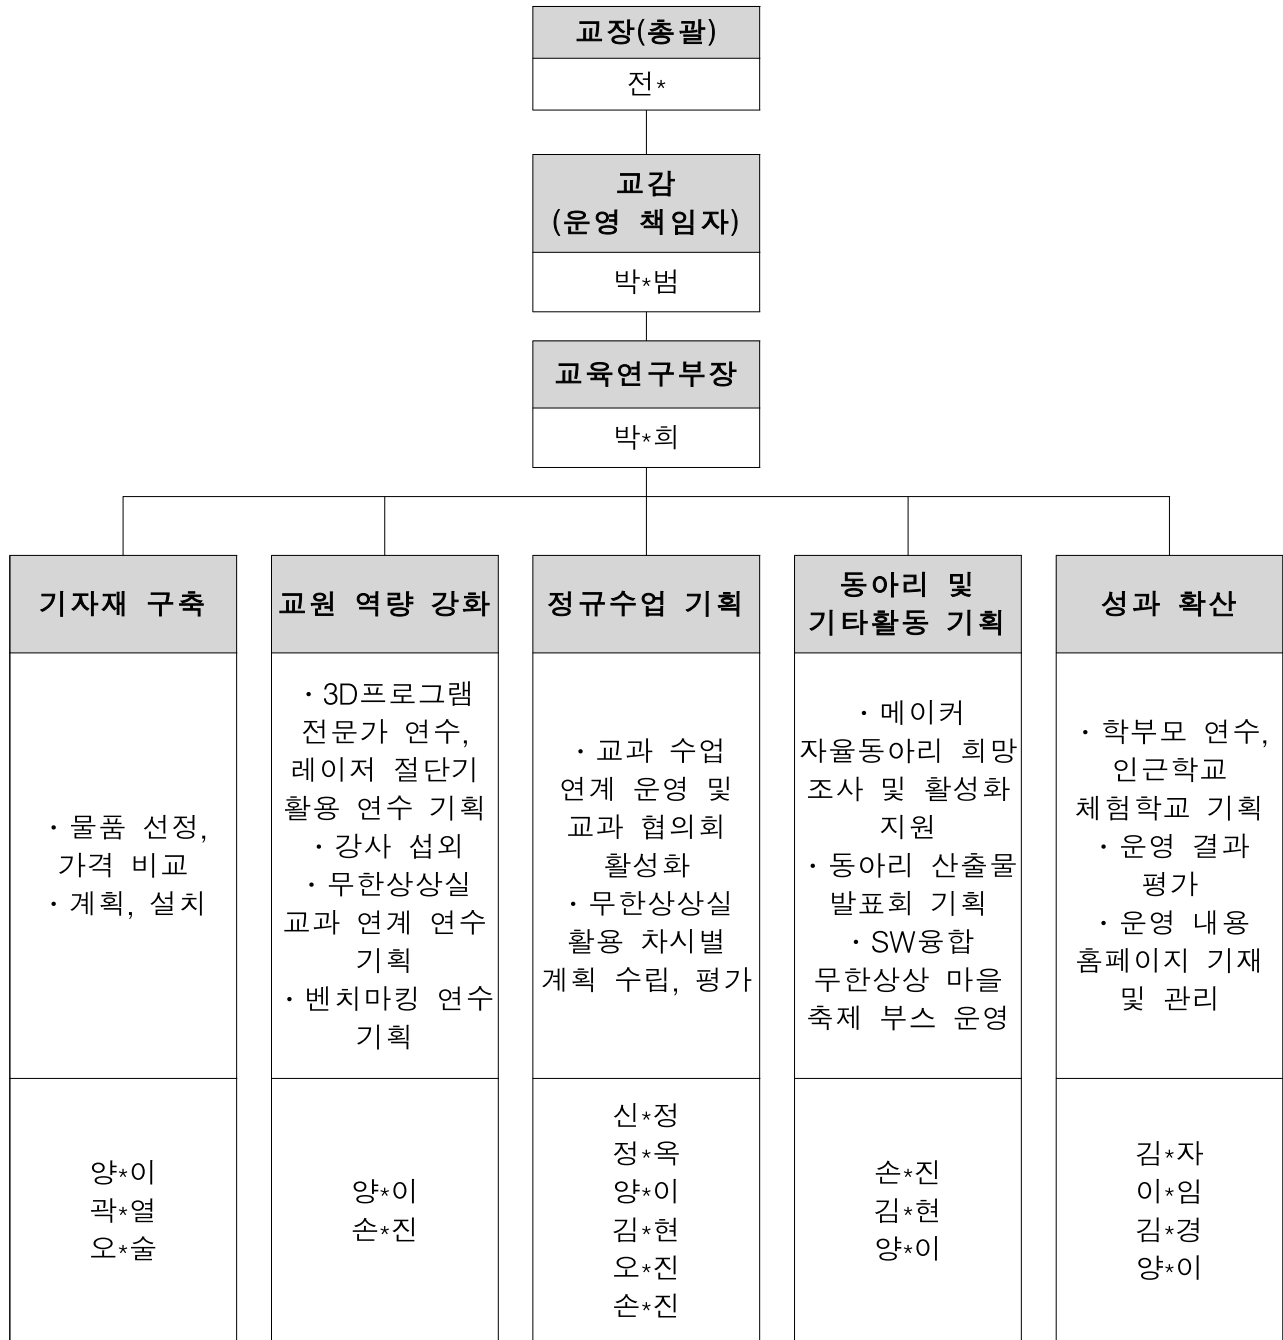 교장(총괄)
전*
교감
(운영 책임자)
박*범
교육연구부장
박*희
기자재 구축
· 물품 선정,
가격 비교
· 계획, 설치
양*이
곽*열
오*술
교원 역량 강화
· 3D프로그램
전문가 연수,
레이저 절단기
활용 연수 기획
· 강사 섭외
· 무한상상실
교과 연계 연수
기획
· 벤치마킹 연수
기획
양*이
손*진
정규수업 기획
· 교과 수업
연계 운영 및
교과 협의회
활성화
· 무한상상실
활용 차시별
계획 수립, 평가
신*정
정*옥
양*이
김*현
오*진
손*진
동아리 및
기타활동 기획
· 메이커
자율동아리 희망
조사 및 활성화
지원
· 동아리 산출물
발표회 기획
· SW융합
무한상상 마을
축제 부스 운영
손*진
김*현
양*이
성과 확산
· 학부모 연수,
인근학교
체험학교 기획
· 운영 결과
평가
· 운영 내용
홈페이지 기재
및 관리
김*자
이*임
김*경
양*이